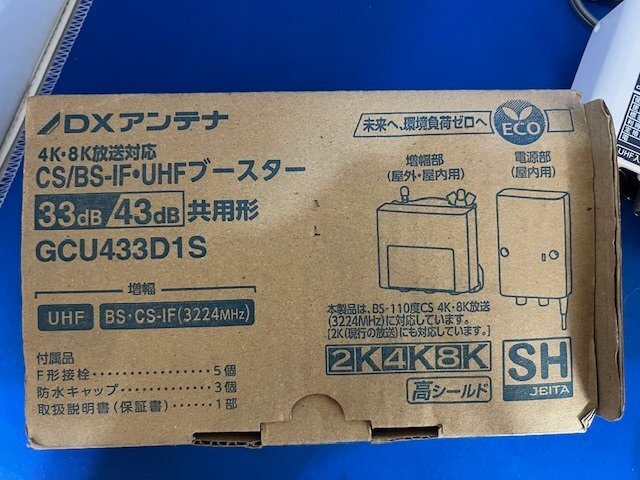 DXアンテナ
4K・8K放送対応
CS/BS-IF・UHFブースター
33dB/43dB 共用形
GCU433D1S
増幅
UHF BS・CS-IF(3224MHz)
付属品
F形接栓・・・・・・・・・・・・5個
防水キャップ・・・・・・・・・3個
取扱説明書(保証書)・・・・・・1部
未来へ、環境負荷ゼロへ
ECO
増幅部
(屋外・屋内用)
電源部
(屋内用)
本製品は、BS・110度CS 4K・8K放送
(3224MHz)に対応しています。
[2K(現行の放送)にも対応しています。]
2K4K8K
高シールド
SH
JEITA
UHF入